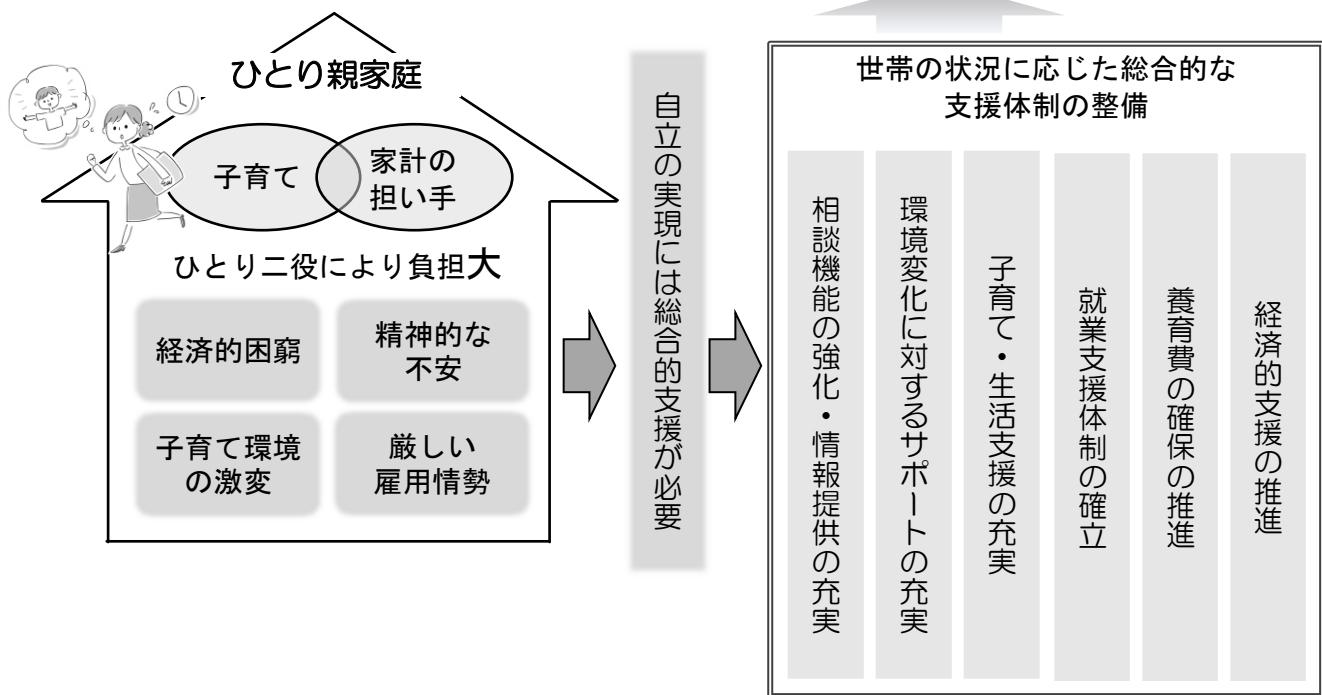 ひとり親家庭
子育て
家計の
担い手
ひとり二役により負担大
経済的困窮
精神的な
不安
子育て環境
の激変
厳しい
雇用情勢
自立の実現には総合的支援が必要
世帯の状況に応じた総合的な
支援体制の整備
相談機能の強化・情報提供の充実
環境変化に対するサポートの充実
子育て・生活支援の充実
就業支援体制の確立
養育費の確保の推進
経済的支援の推進